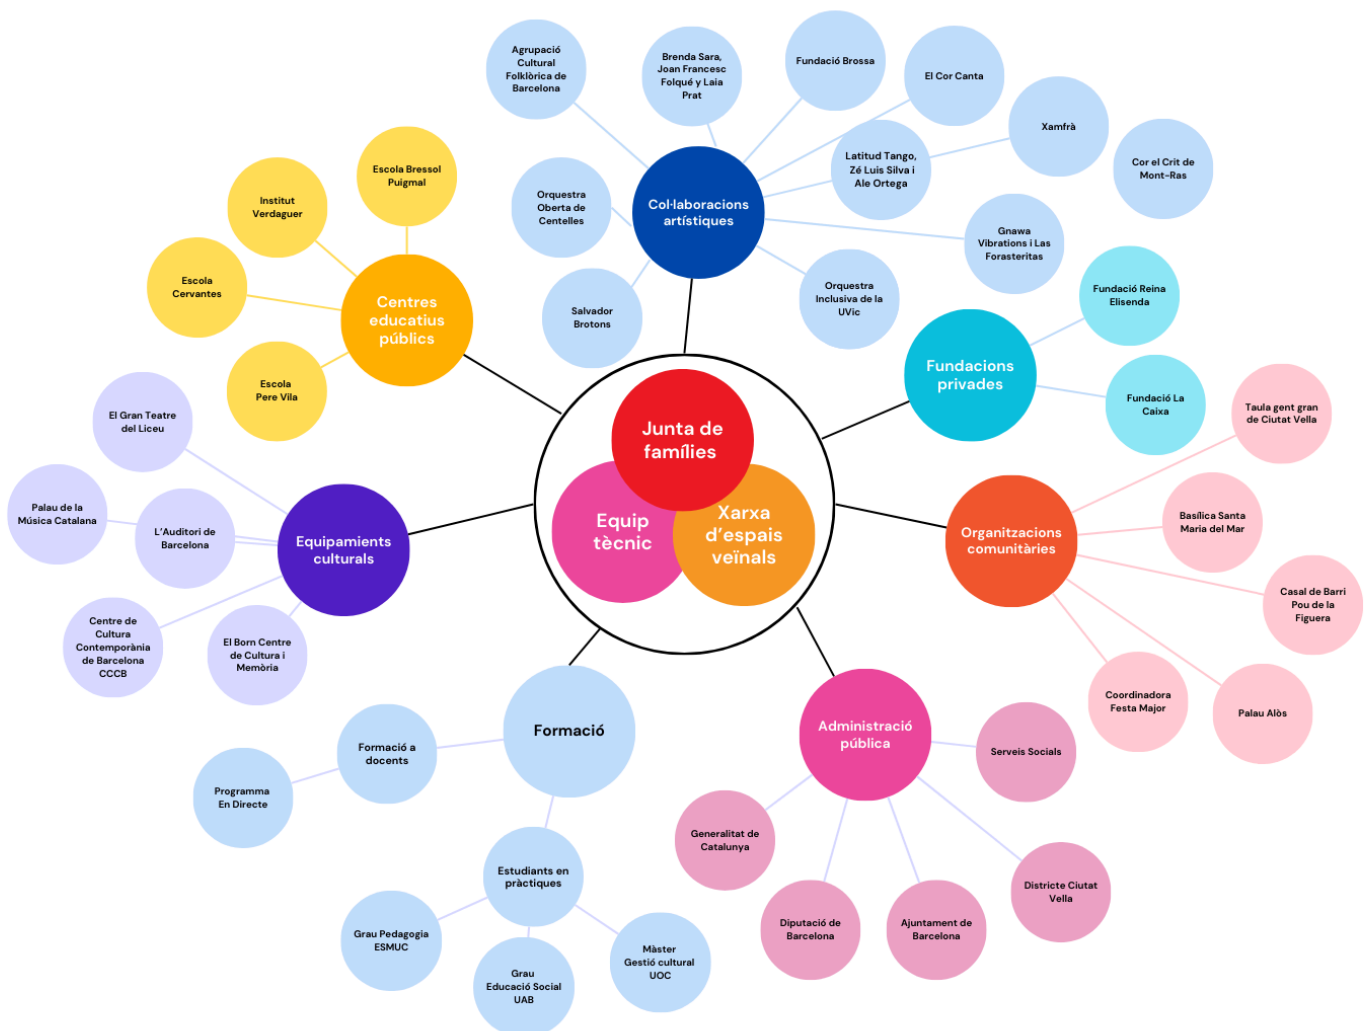 Agrupació
Cultural
Folklòrica de
Barcelona
Brenda Sara,
Joan Francesc
Folqué y Laia
Prat
Fundació Brossa
El Cor Canta
Xamfrà
Cor el Crit de
Mont-Ras
Latitud Tango,
Zé Luis Silva i
Ale Ortega
Gnawa
Vibrations i Las
Forasteritas
Orquestra
Inclusiva de la
UVic
Orquestra
Oberta de
Centelles
Salvador
Brotons
Col·laboracions
artístiques
Escola Bressol
Puigmal
Institut
Verdaguer
Escola
Cervantes
Escola
Pere Vila
Centres
educatius
públics
Fundació Reina
Elisenda
Fundació La
Caixa
Fundacions
privades
Junta de
famílies
Equip
tècnic
Xarxa
d'espais
veïnals
El Gran Teatre
del Liceu
Palau de la
Música Catalana
L'Auditori de
Barcelona
Centre de
Cultura
Contemporània
de Barcelona
CCCB
El Born Centre
de Cultura i
Memòria
Equipaments
culturals
Taula gent gran
de Ciutat Vella
Basílica Santa
Maria del Mar
Casal de Barri
Pou de la
Figuera
Palau Alòs
Coordinadora
Festa Major
Organitzacions
comunitàries
Formació
Formació a
docents
Programma
En Directe
Estudiants en
pràctiques
Grau Pedagogia
ESMUC
Grau
Educació Social
UAB
Màster
Gestió cultural
UOC
Administració
pública
Serveis Socials
Generalitat de
Catalunya
Diputació de
Barcelona
Ajuntament de
Barcelona
Districte Ciutat
Vella